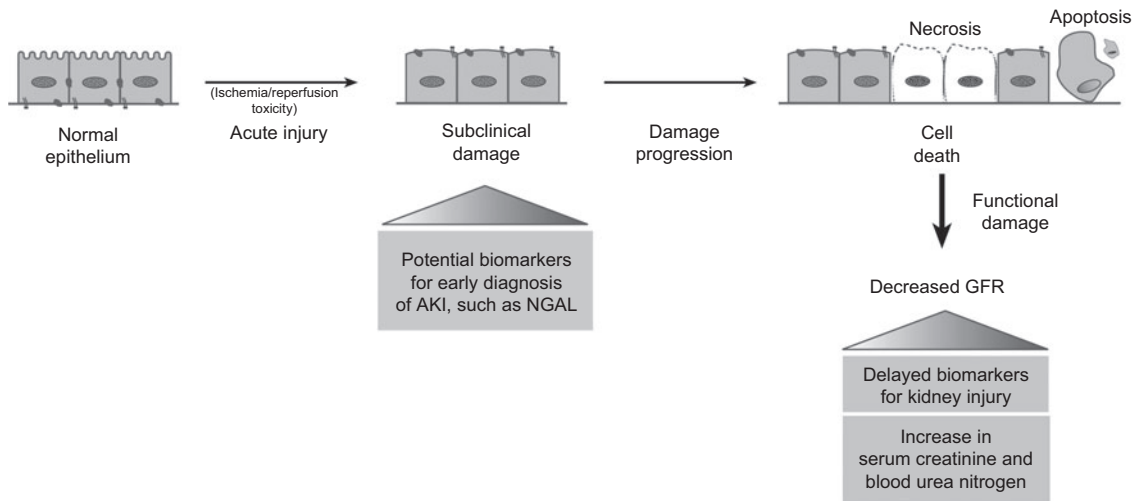 Normal
epithelium
(Ischemia/reperfusion
toxicity)
Acute injury
Subclinical
damage
Damage
progression
Necrosis
Apoptosis
Cell
death
Functional
damage
Potential biomarkers
for early diagnosis
of AKI, such as NGAL
Decreased GFR
Delayed biomarkers
for kidney injury
Increase in
serum creatinine and
blood urea nitrogen